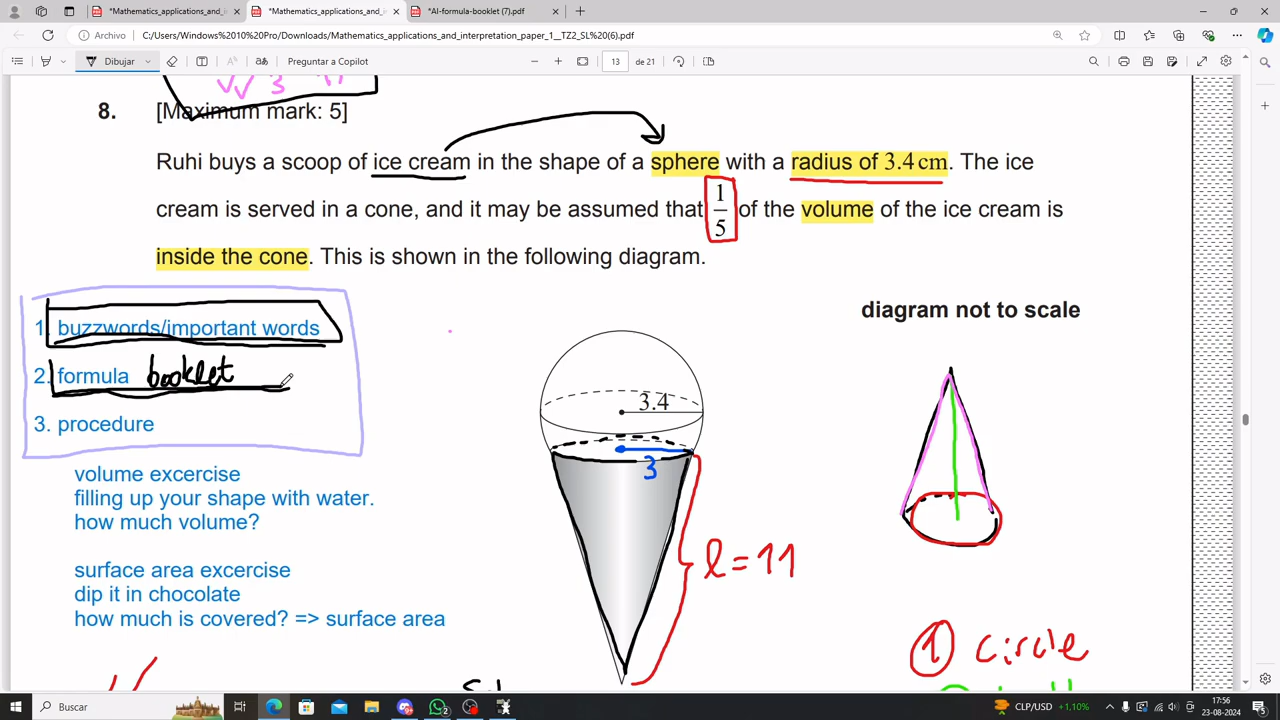 *Mathematics_applications_and_in
*Mathematics_applications_and_in
*AI-formula-booklet (7).pdf
Archivo
C:/Users/Windows%2010%20Pro/Downloads/Mathematics_applications_and_interpretation_paper_1__TZ2_SL%20(6).pdf
Dibujar
Preguntar a Copilot
13
de 21
√√ 3
8. [Maximum mark: 5]
Ruhi buys a scoop of ice cream in the shape of a sphere with a radius of 3.4 cm. The ice
cream is served in a cone, and it may be assumed that 1/5 of the volume of the ice cream is
inside the cone. This is shown in the following diagram.
diagram not to scale
1. buzzwords/important words
2. formula booklet
3. procedure
volume excercise
filling up your shape with water.
how much volume?
surface area excercise
dip it in chocolate
how much is covered? => surface area
3.4
3
l = 11
1 circle
Buscar
2
CLP/USD +1,10%
17:56
23-08-2024